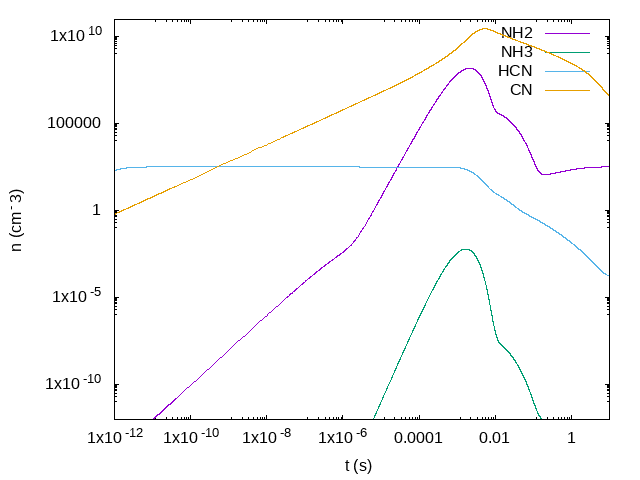 1x10^10
100000
1
1x10^-5
1x10^-10
n (cm^-3)
NH2
NH3
HCN
CN
1x10^-12 1x10^-10 1x10^-8 1x10^-6 0.0001 0.01 1
t (s)